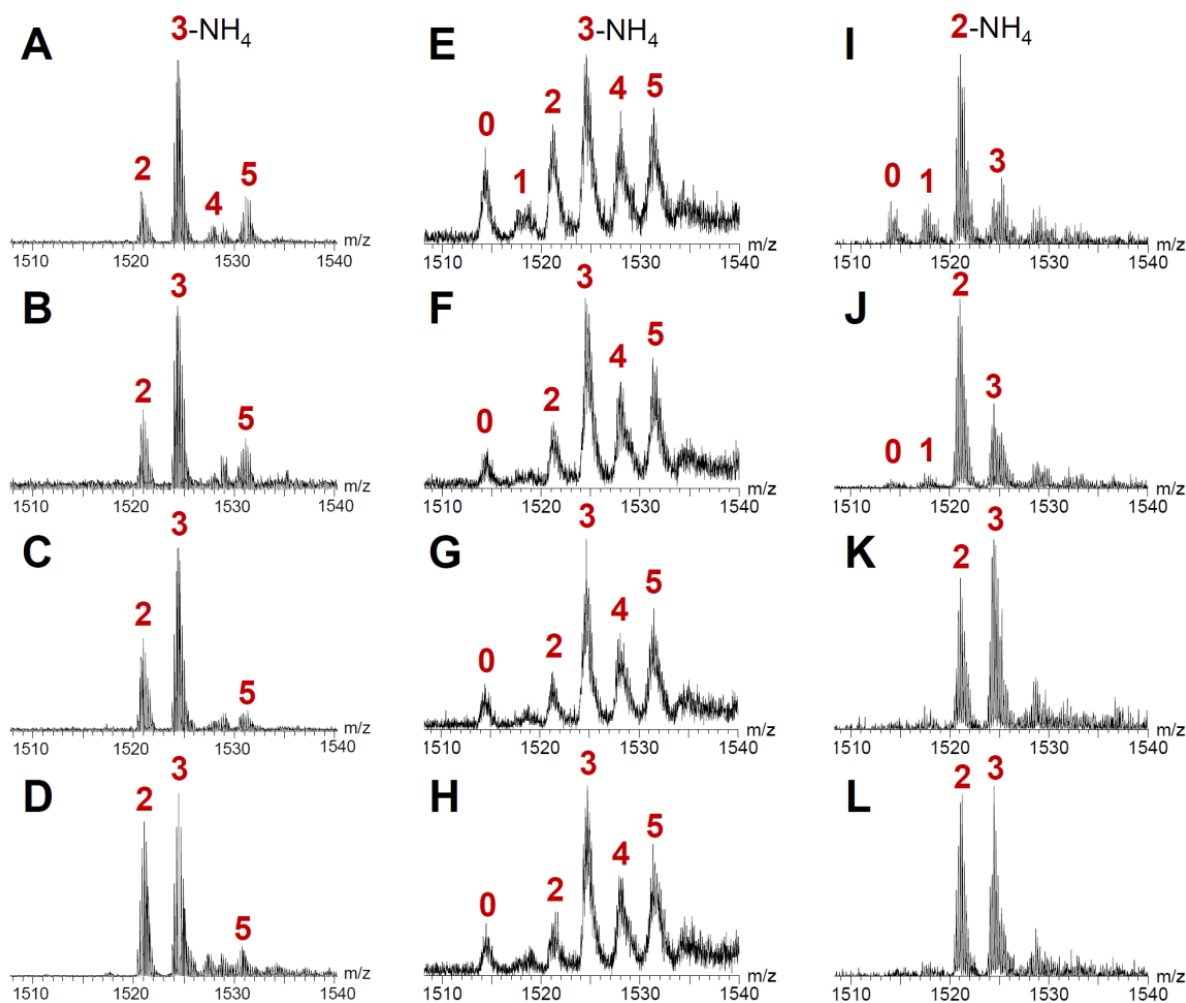 A 3-NH4 2 4 5 m/z 1510 1520 1530 1540
E 3-NH4 0 1 2 4 5 m/z 1510 1520 1530 1540
I 2-NH4 0 1 3 m/z 1510 1520 1530 1540
B 3 2 5 m/z 1510 1520 1530 1540
F 3 0 2 4 5 m/z 1510 1520 1530 1540
J 2 0 1 3 m/z 1510 1520 1530 1540
C 3 2 5 m/z 1510 1520 1530 1540
G 3 0 2 4 5 m/z 1510 1520 1530 1540
K 2 3 m/z 1510 1520 1530 1540
D 3 2 5 m/z 1510 1520 1530 1540
H 3 0 2 4 5 m/z 1510 1520 1530 1540
L 2 3 m/z 1510 1520 1530 1540